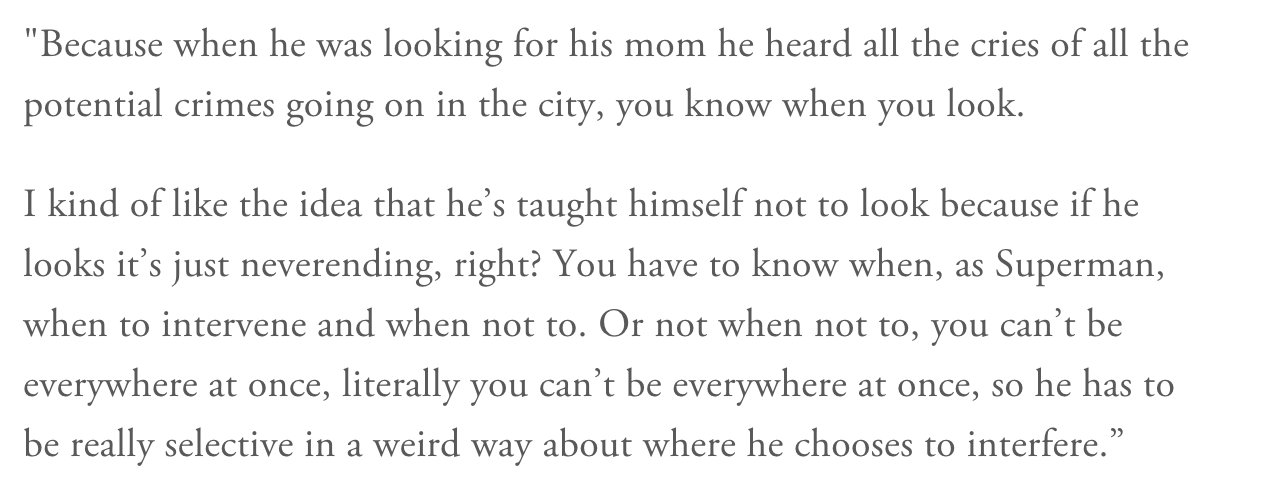 "Because when he was looking for his mom he heard all the cries of all the
potential crimes going on in the city, you know when you look.
I kind of like the idea that he’s taught himself not to look because if he
looks it’s just neverending, right? You have to know when, as Superman,
when to intervene and when not to. Or not when not to, you can’t be
everywhere at once, literally you can’t be everywhere at once, so he has to
be really selective in a weird way about where he chooses to interfere.”